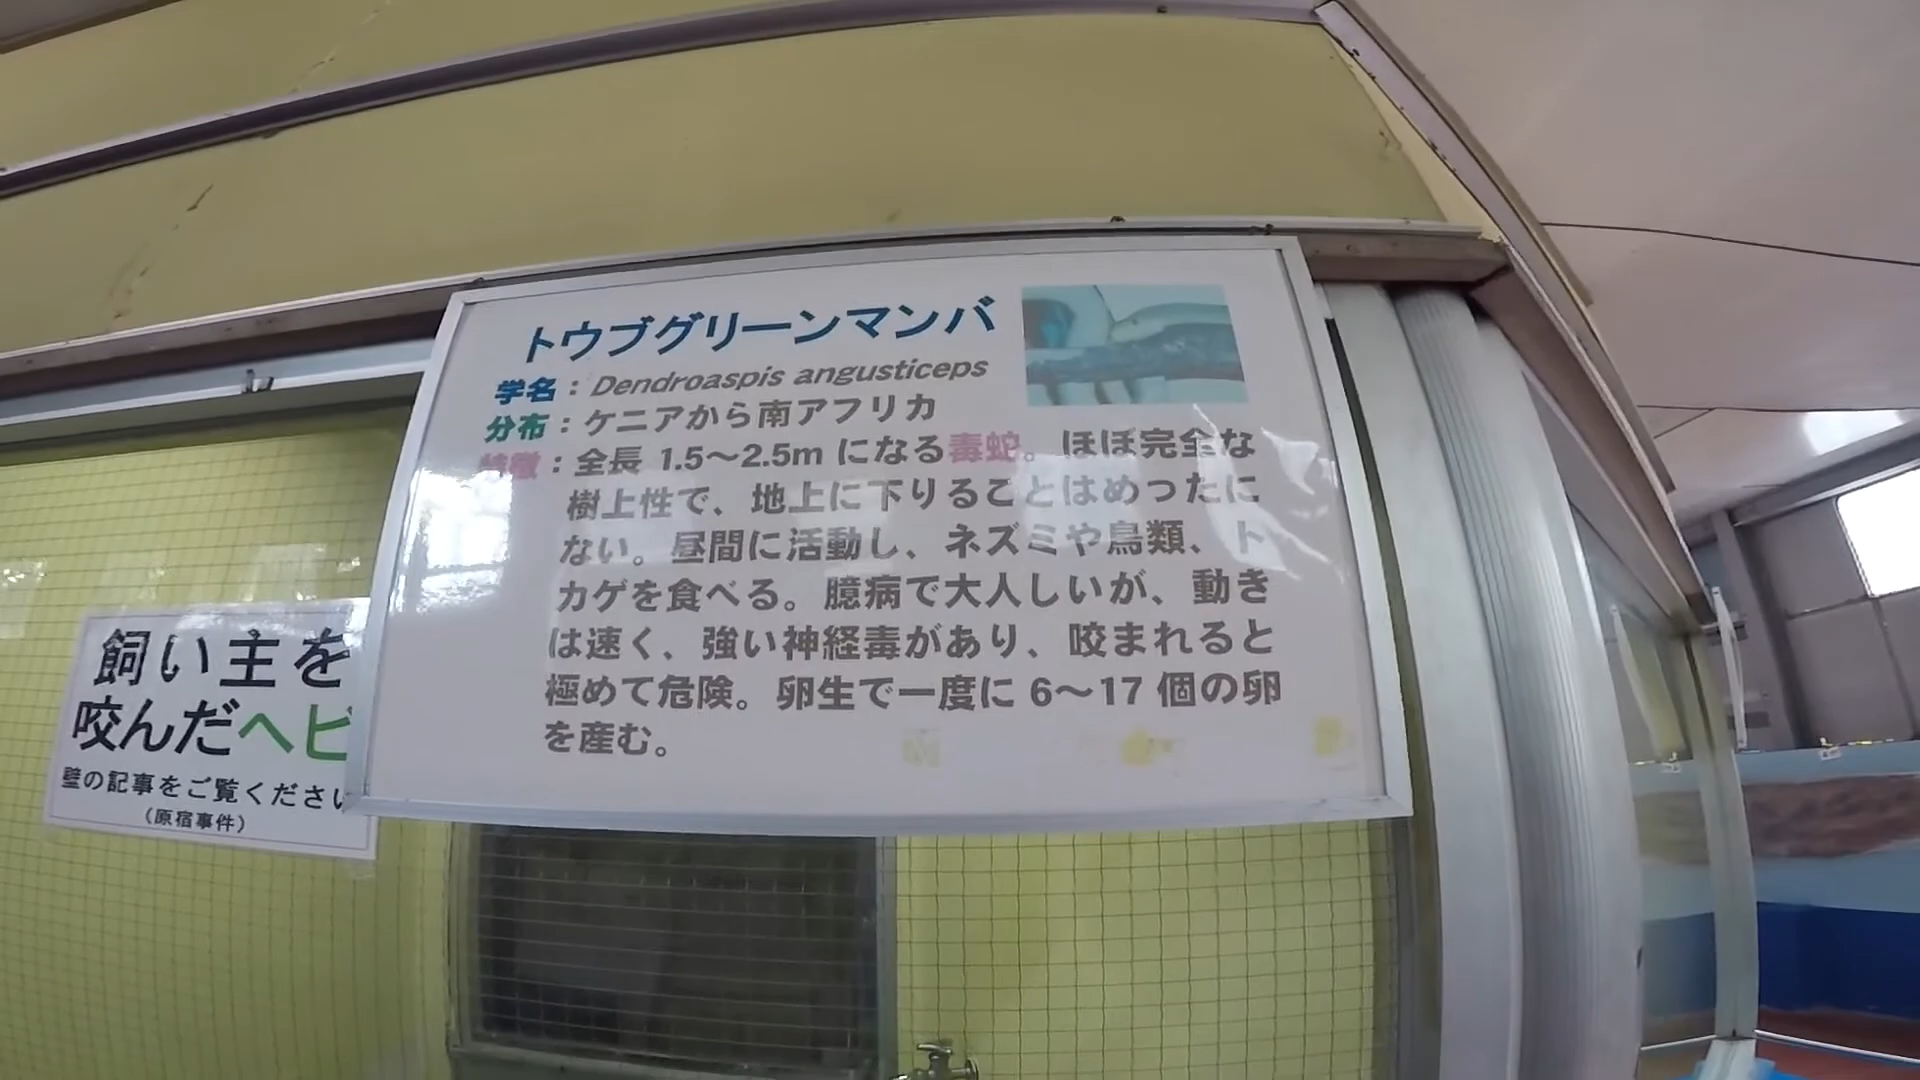 トウブグリーンマンバ
学名：Dendroaspis angusticeps
分布：ケニアから南アフリカ
特徴：全長 1.5～2.5m になる毒蛇。ほぼ完全な
樹上性で、地上に下りることはめったに
ない。昼間に活動し、ネズミや鳥類、ト
カゲを食べる。臆病で大人しいが、動き
は速く、強い神経毒があり、咬まれると
極めて危険。卵生で一度に 6～17 個の卵
を産む。
飼い主を
咬んだヘビ
壁の記事をご覧ください
（原宿事件）